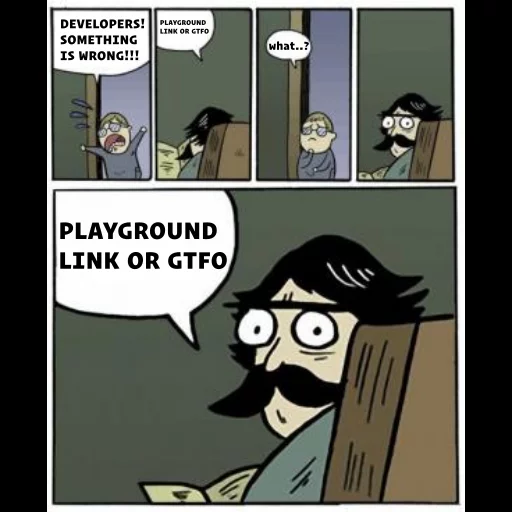 DEVELOPERS!
SOMETHING
IS WRONG!!!
PLAYGROUND
LINK OR GTFO
what..?
PLAYGROUND
LINK OR GTFO